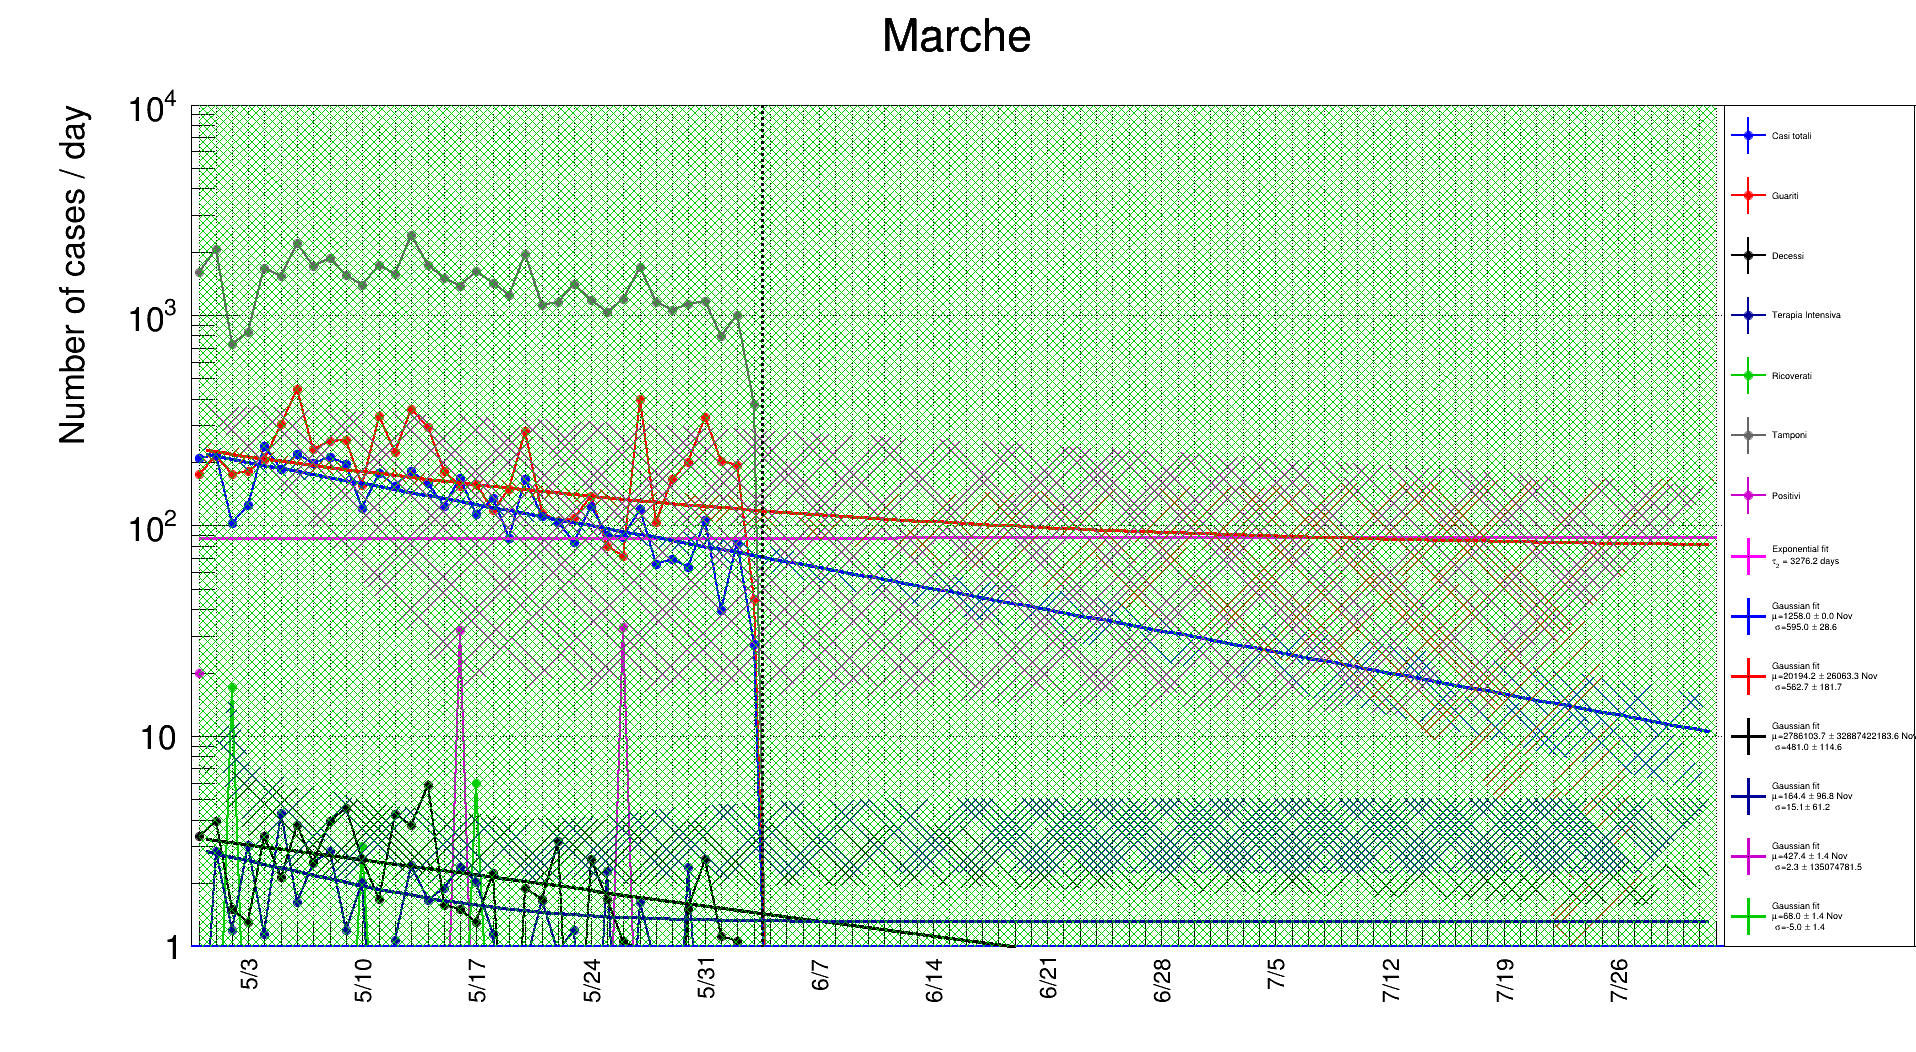 Marche
Number of cases / day
10⁴
10³
10²
10
1
5/3
5/10
5/17
5/24
5/31
6/7
6/14
6/21
6/28
7/5
7/12
7/19
7/26
Casi totali
Guariti
Decessi
Terapia Intensiva
Ricoverati
Tamponi
Positivi
Exponential fit
τ₂ = 3276.2 days
Gaussian fit
μ=1258.0 ± 0.0 Nov
σ=595.0 ± 28.6
Gaussian fit
μ=20194.2 ± 26063.3 Nov
σ=562.7 ± 181.7
Gaussian fit
μ=2786103.7 ± 32887422183.6 Nov
σ=481.0 ± 114.6
Gaussian fit
μ=164.4 ± 96.8 Nov
σ=15.1 ± 61.2
Gaussian fit
μ=427.4 ± 1.4 Nov
σ=2.3 ± 135074781.5
Gaussian fit
μ=68.0 ± 1.4 Nov
σ=-5.0 ± 1.4